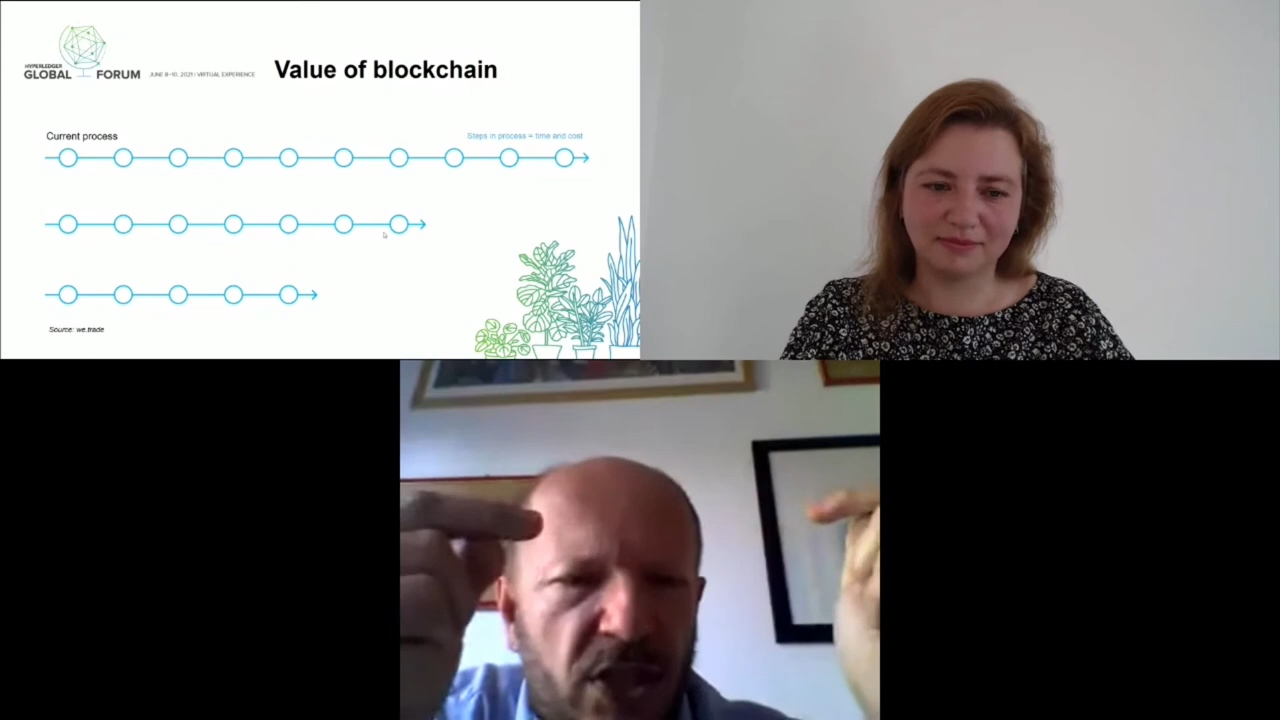 HYPERLEDGER
GLOBAL FORUM JUNE 8-10, 2021 | VIRTUAL EXPERIENCE
Value of blockchain
Current process
Steps in process = time and cost
Source: we.trade